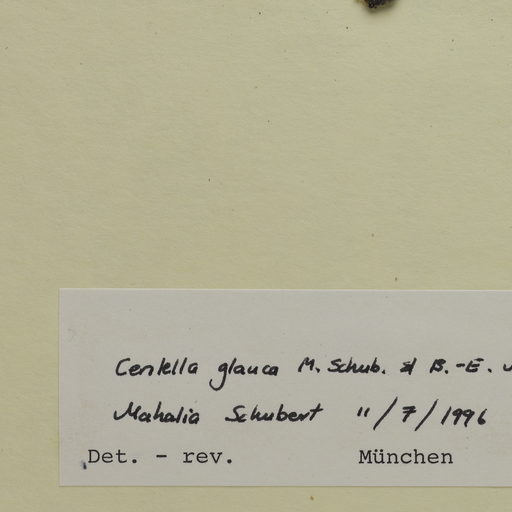 Centella glauca M. Schub. & B.-E.
Mahalia Schubert 11/7/1996
Det. - rev. München